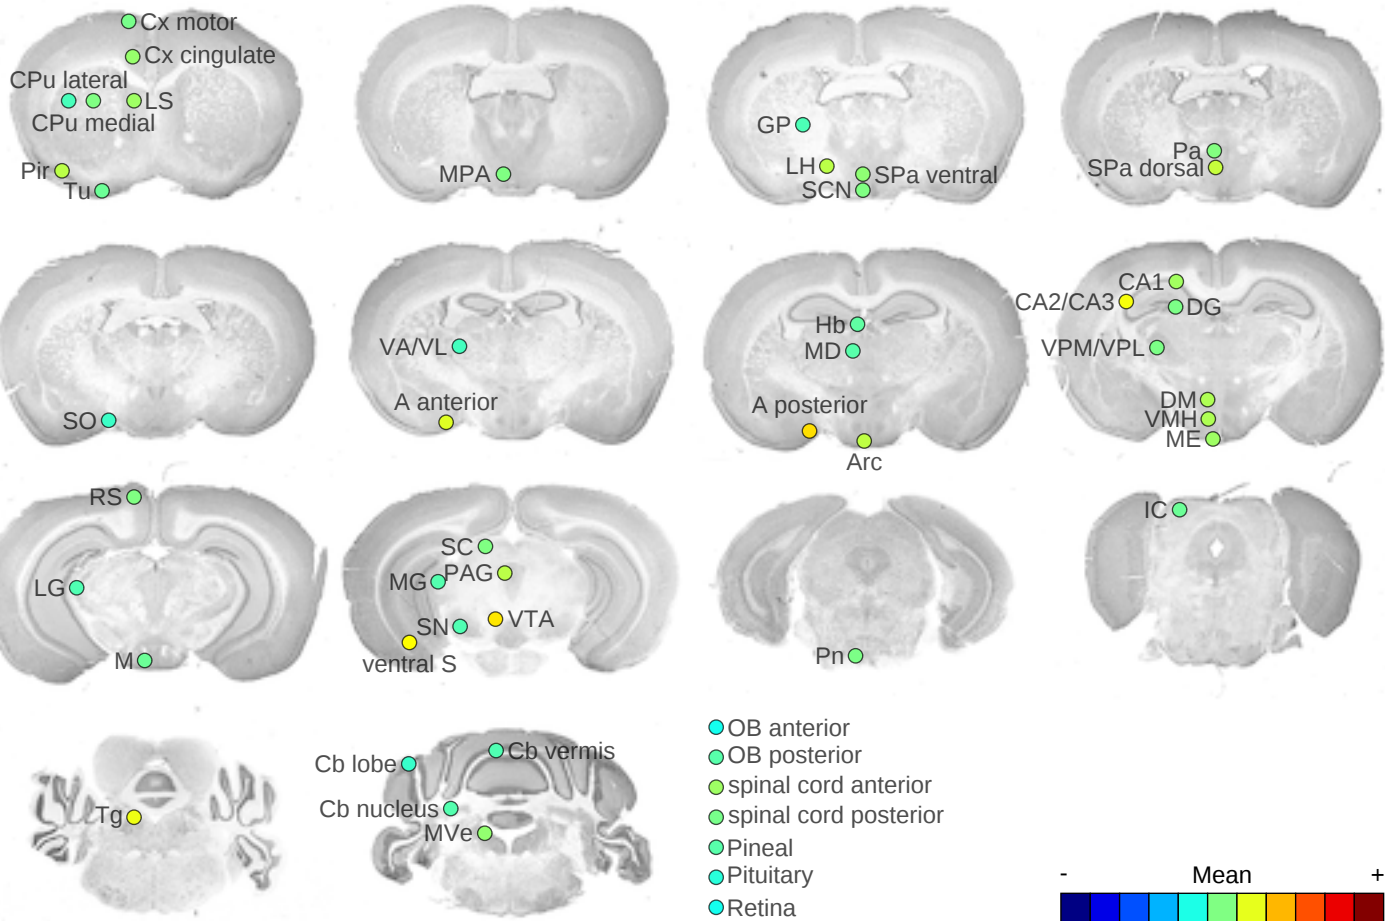 Cx motor
Cx cingulate
CPu lateral
LS
CPu medial
Pir
Tu
MPA
GP
LH
SPa ventral
SCN
Pa
SPa dorsal
SO
VA/VL
A anterior
Hb
MD
A posterior
Arc
CA1
CA2/CA3
DG
VPM/VPL
DM
VMH
ME
RS
LG
M
SC
PAG
MG
VTA
SN
ventral S
Pn
IC
Tg
Cb vermis
Cb lobe
Cb nucleus
MVe
OB anterior
OB posterior
spinal cord anterior
spinal cord posterior
Pineal
Pituitary
Retina
- Mean +